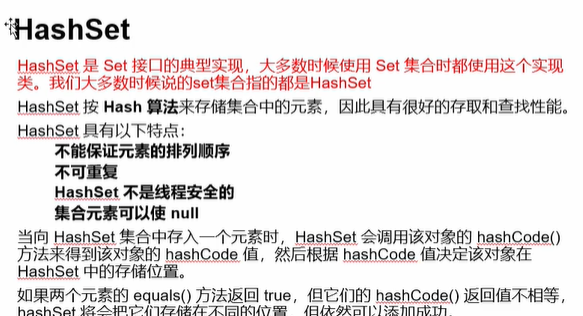 HashSet
HashSet 是 Set 接口的典型实现，大多数时候使用 Set 集合时都使用这个实现
类。我们大多数时候说的set集合指的都是HashSet
HashSet 按 Hash 算法来存储集合中的元素，因此具有很好的存取和查找性能。
HashSet 具有以下特点：
不能保证元素的排列顺序
不可重复
HashSet 不是线程安全的
集合元素可以使 null
当向 HashSet 集合中存入一个元素时，HashSet 会调用该对象的 hashCode()
方法来得到该对象的 hashCode 值，然后根据 hashCode 值决定该对象在
HashSet 中的存储位置。
如果两个元素的 equals() 方法返回 true，但它们的 hashCode() 返回值不相等，
hashSet 将会把它们存储在不同的位置，但依然可以添加成功。